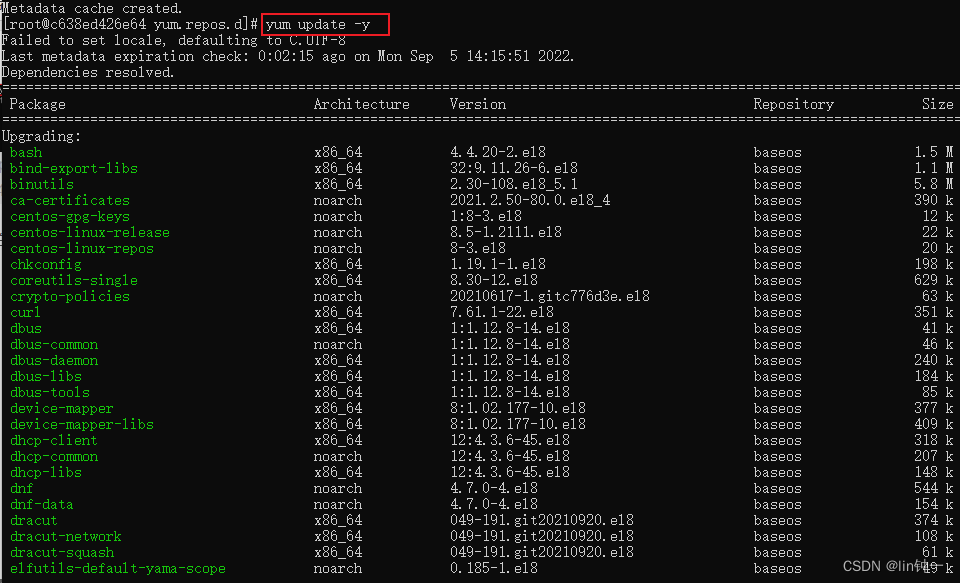 Metadata cache created.
[root@c638ed426e64 yum.repos.d]# yum update -y
Failed to set locale, defaulting to C.UTF-8
Last metadata expiration check: 0:02:15 ago on Mon Sep  5 14:15:51 2022.
Dependencies resolved.
Package Architecture Version Repository Size
Upgrading:
bash x86_64 4.4.20-2.el8 baseos 1.5 M
bind-export-libs x86_64 32:9.11.26-6.el8 baseos 1.1 M
binutils x86_64 2.30-108.el8_5.1 baseos 5.8 M
ca-certificates noarch 2021.2.50-80.0.el8_4 baseos 390 k
centos-gpg-keys noarch 1:8-3.el8 baseos 12 k
centos-linux-release noarch 8.5-1.2111.el8 baseos 22 k
centos-linux-repos noarch 8-3.el8 baseos 20 k
chkconfig x86_64 1.19.1-1.el8 baseos 198 k
coreutils-single x86_64 8.30-12.el8 baseos 629 k
crypto-policies noarch 20210617-1.gitc776d3e.el8 baseos 63 k
curl x86_64 7.61.1-22.el8 baseos 351 k
dbus x86_64 1:1.12.8-14.el8 baseos 41 k
dbus-common noarch 1:1.12.8-14.el8 baseos 46 k
dbus-daemon x86_64 1:1.12.8-14.el8 baseos 240 k
dbus-libs x86_64 1:1.12.8-14.el8 baseos 184 k
dbus-tools x86_64 1:1.12.8-14.el8 baseos 85 k
device-mapper x86_64 8:1.02.177-10.el8 baseos 377 k
device-mapper-libs x86_64 8:1.02.177-10.el8 baseos 409 k
dhcp-client x86_64 12:4.3.6-45.el8 baseos 318 k
dhcp-common noarch 12:4.3.6-45.el8 baseos 207 k
dhcp-libs x86_64 12:4.3.6-45.el8 baseos 148 k
dnf noarch 4.7.0-4.el8 baseos 544 k
dnf-data noarch 4.7.0-4.el8 baseos 154 k
dracut x86_64 049-191.git20210920.el8 baseos 374 k
dracut-network x86_64 049-191.git20210920.el8 baseos 108 k
dracut-squash x86_64 049-191.git20210920.el8 baseos 61 k
elfutils-default-yama-scope noarch 0.185-1.el8 baseos 49 k
CSDN